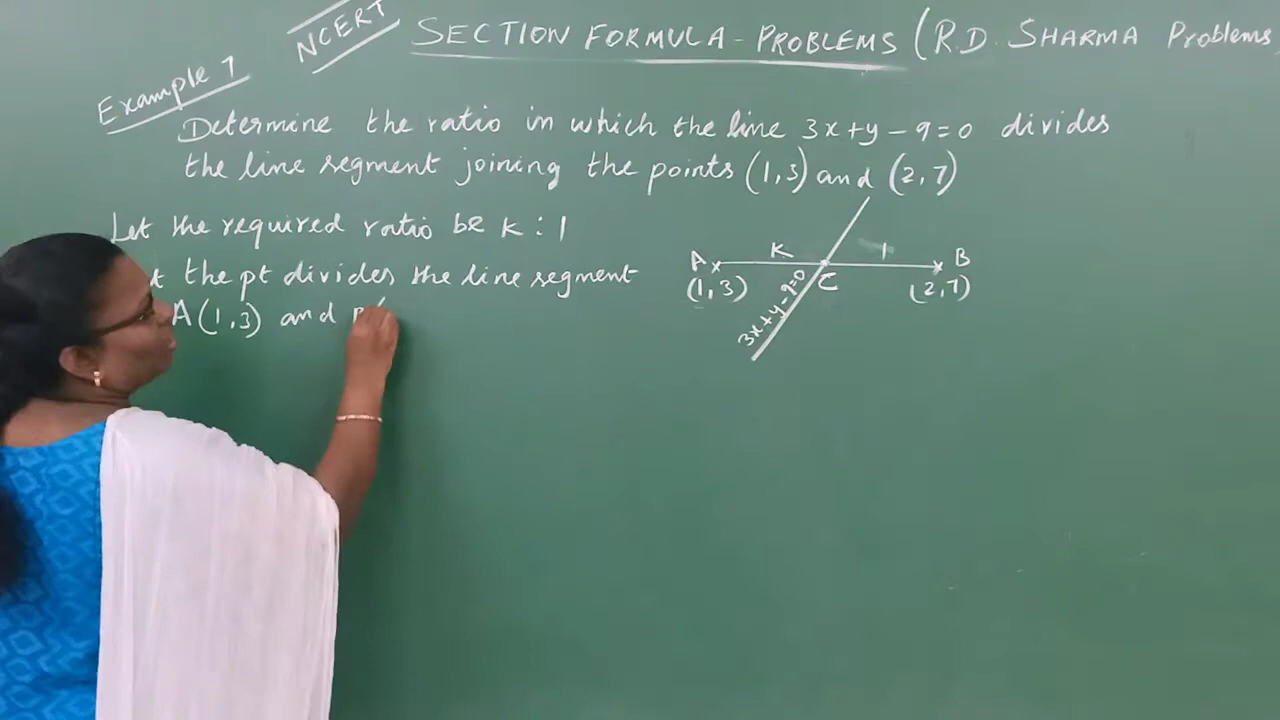 NCERT
SECTION FORMULA - PROBLEMS (R.D. SHARMA Problems
Example 7
Determine the ratio in which the line 3x+y-9=0 divides
the line segment joining the points (1,3) and (2,7)
Let the required ratio be K : 1
the pt divides the line segment
A(1,3) and
A K 1 B
(1,3) C (2,7)
3x+y-9=0